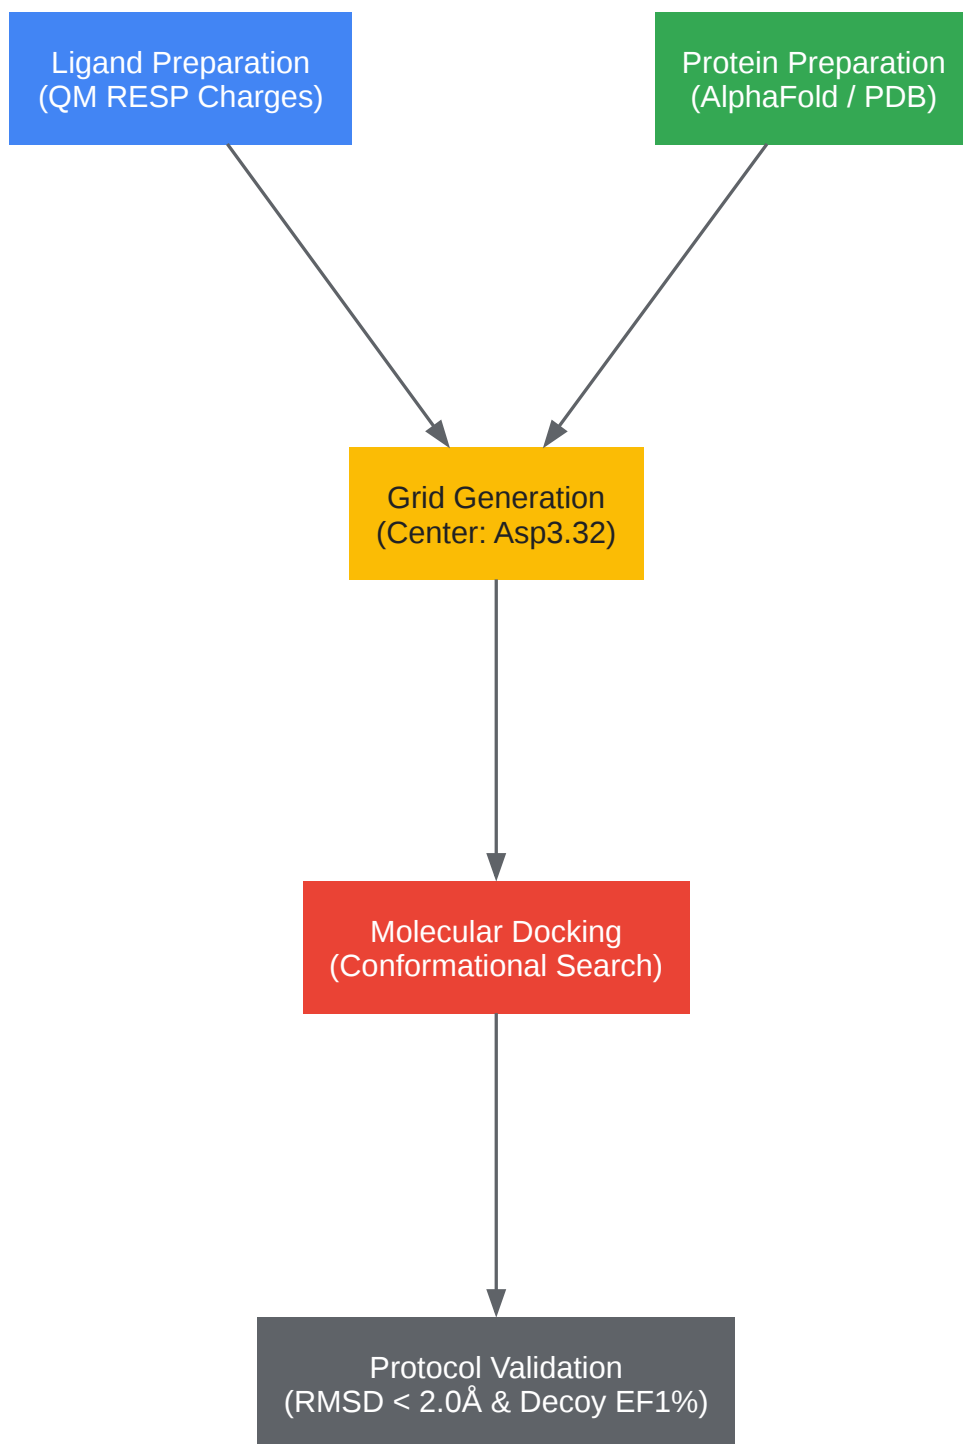 Ligand Preparation
(QM RESP Charges)
Protein Preparation
(AlphaFold / PDB)
Grid Generation
(Center: Asp3.32)
Molecular Docking
(Conformational Search)
Protocol Validation
(RMSD < 2.0Å & Decoy EF1%)